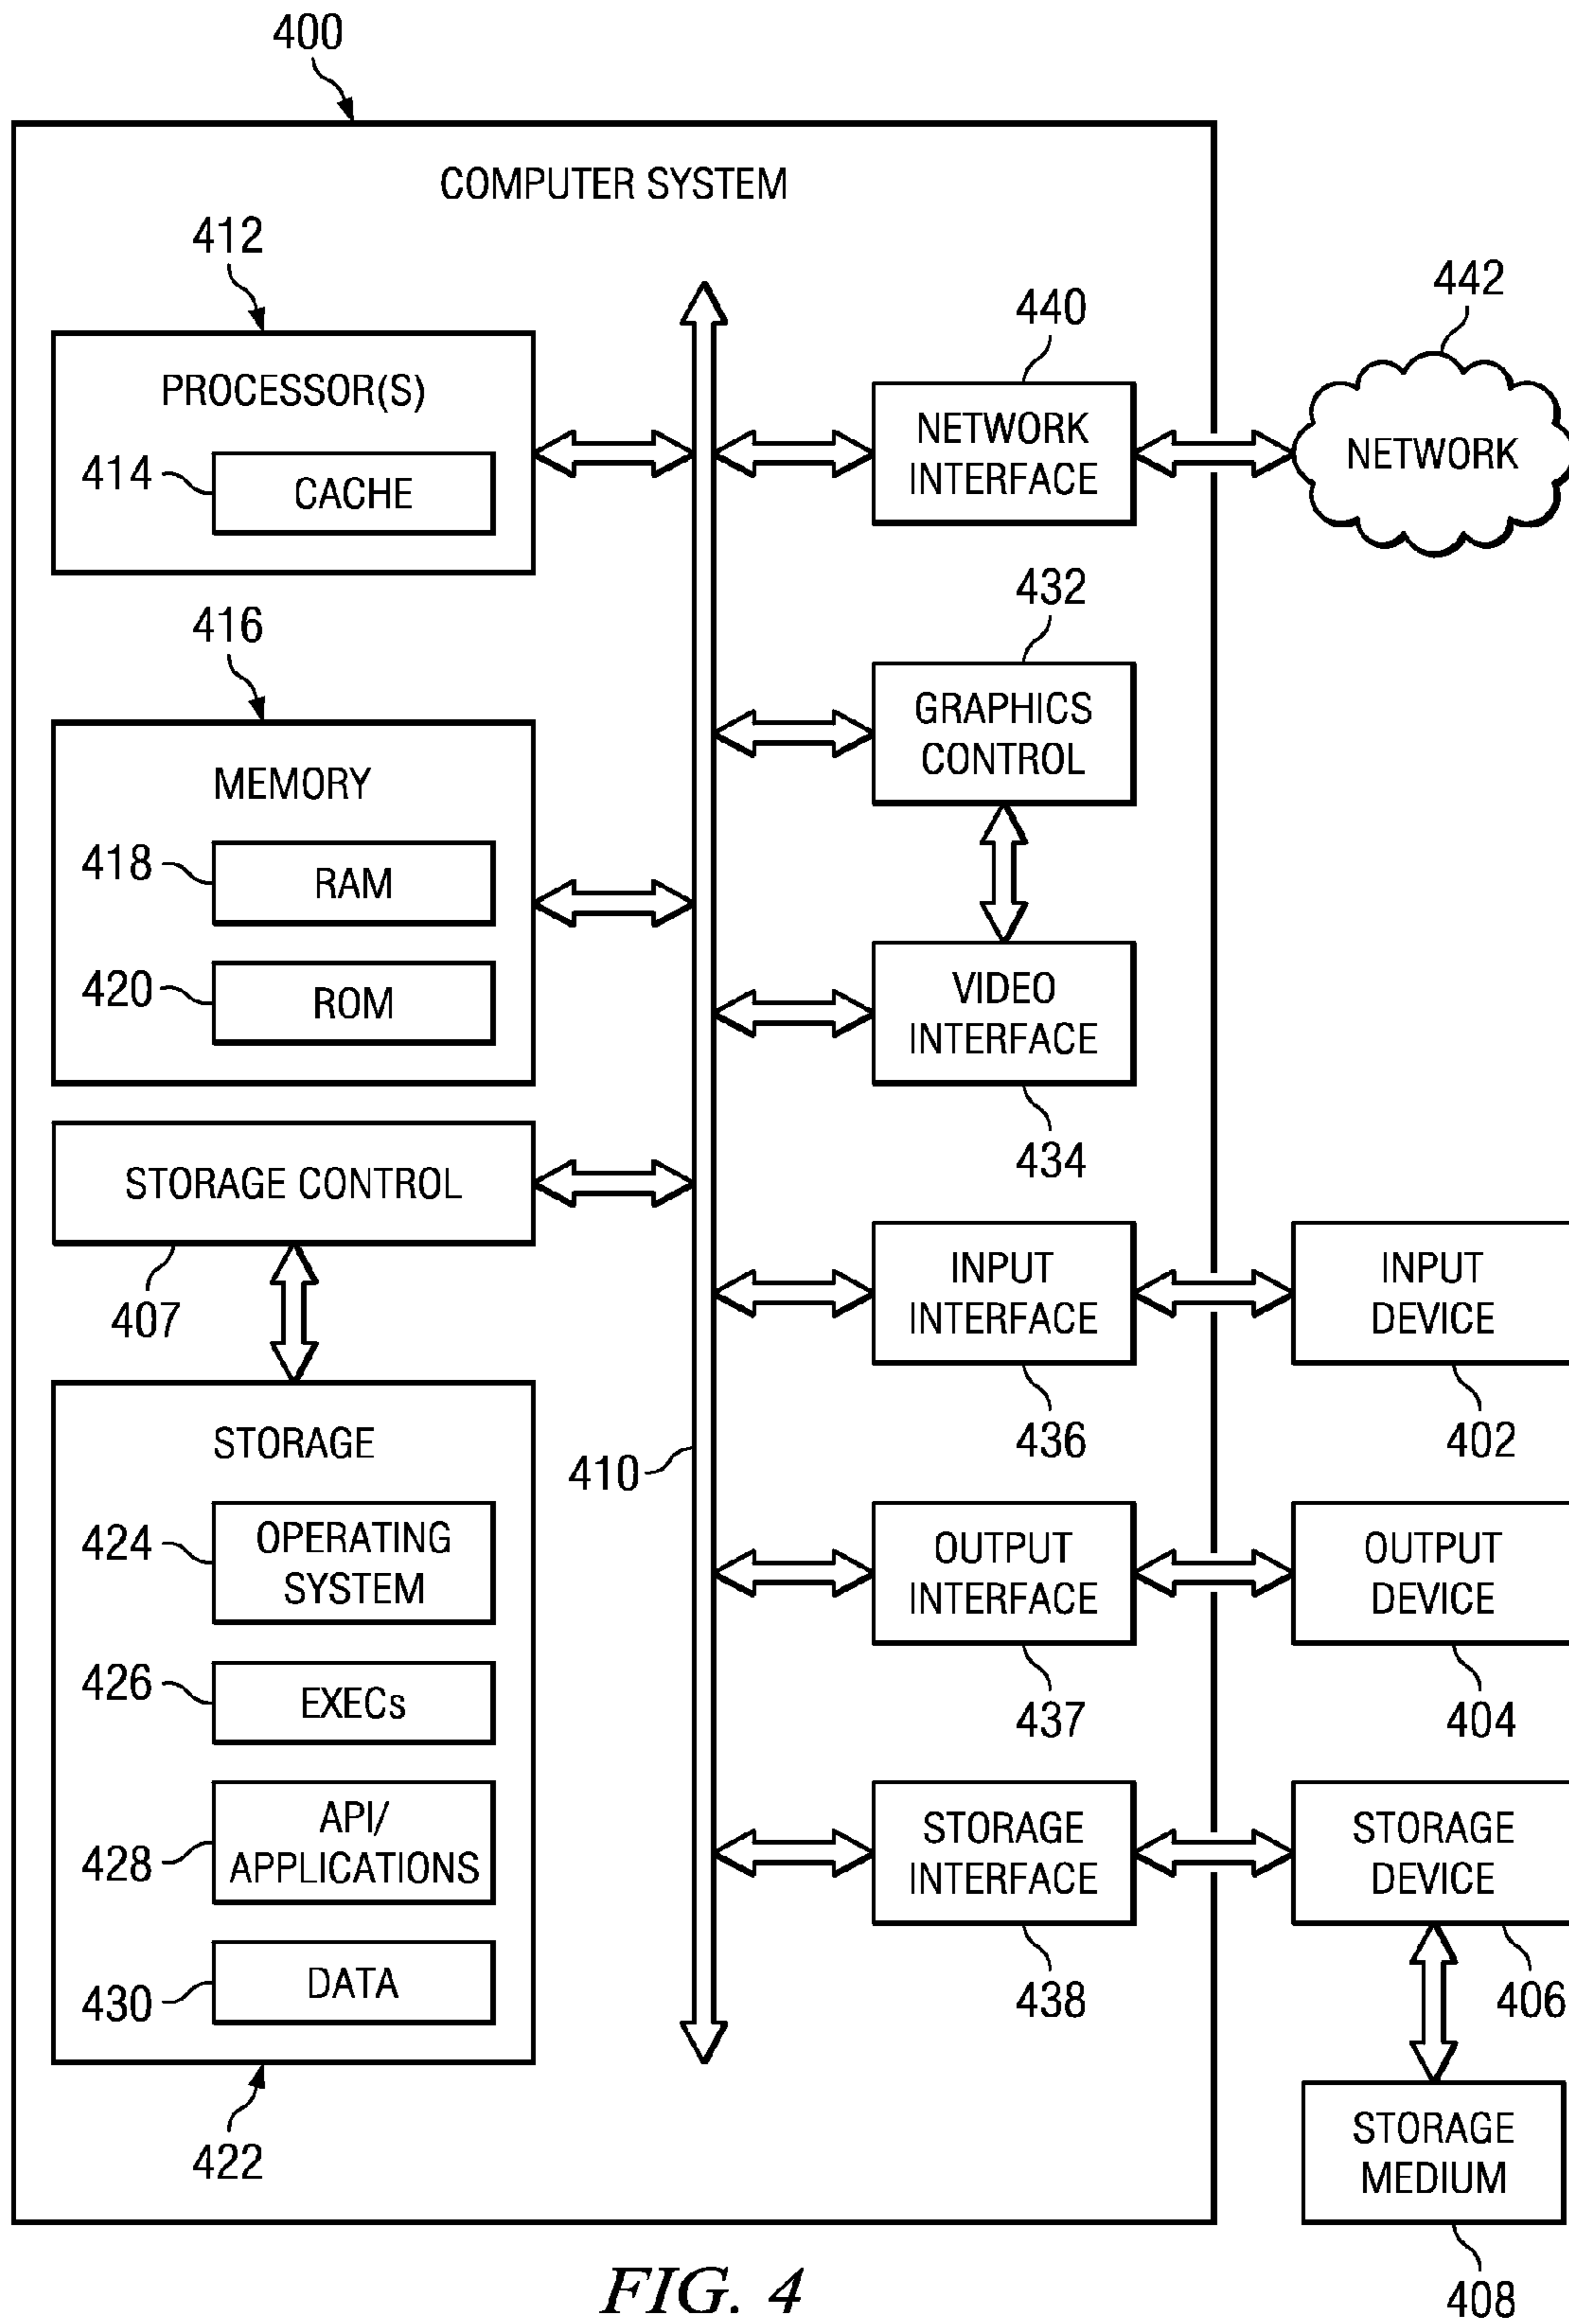 400
COMPUTER SYSTEM
412
PROCESSOR(S)
414
CACHE
416
MEMORY
418
RAM
420
ROM
STORAGE CONTROL
407
STORAGE
424
OPERATING
SYSTEM
426
EXECs
428
API/
APPLICATIONS
430
DATA
422
410
440
NETWORK
INTERFACE
442
NETWORK
432
GRAPHICS
CONTROL
VIDEO
INTERFACE
434
INPUT
INTERFACE
436
INPUT
DEVICE
402
OUTPUT
INTERFACE
437
OUTPUT
DEVICE
404
STORAGE
INTERFACE
438
STORAGE
DEVICE
406
STORAGE
MEDIUM
408
FIG. 4